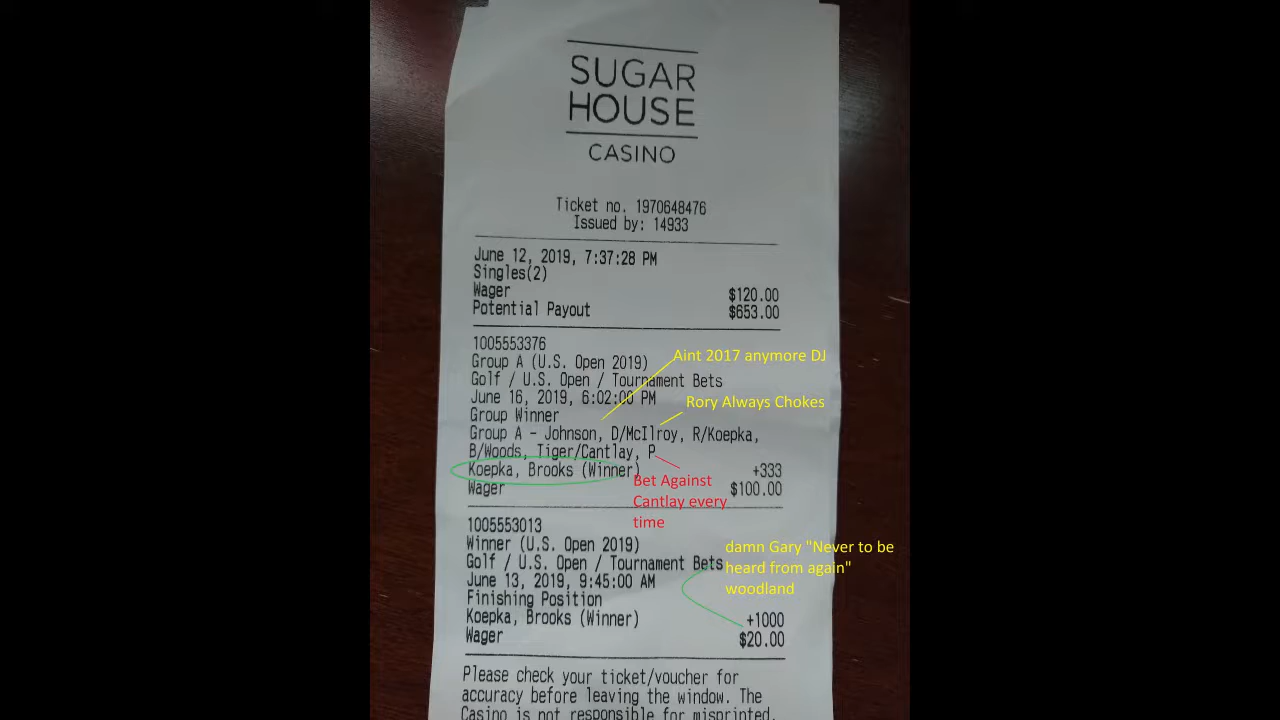 SUGAR
HOUSE
CASINO
Ticket no. 1970648476
Issued by: 14933
June 12, 2019, 7:37:28 PM
Singles(2)
Wager $120.00
Potential Payout $653.00
1005553376
Group A (U.S. Open 2019)
Aint 2017 anymore DJ
Golf / U.S. Open / Tournament Bets
June 16, 2019, 6:02:00 PM
Rory Always Chokes
Group Winner
Group A - Johnson, D/McIlroy, R/Koepka,
B/Woods, Tiger/Cantlay, P
Koepka, Brooks (Winner) +333
Wager $100.00
Bet Against
Cantlay every
time
1005553013
Winner (U.S. Open 2019)
Golf / U.S. Open / Tournament Bets
June 13, 2019, 9:45:00 AM
damn Gary "Never to be
heard from again"
woodland
Finishing Position
Koepka, Brooks (Winner) +1000
Wager $20.00
Please check your ticket/voucher for
accuracy before leaving the window. The
Casino is not responsible for misprinted,